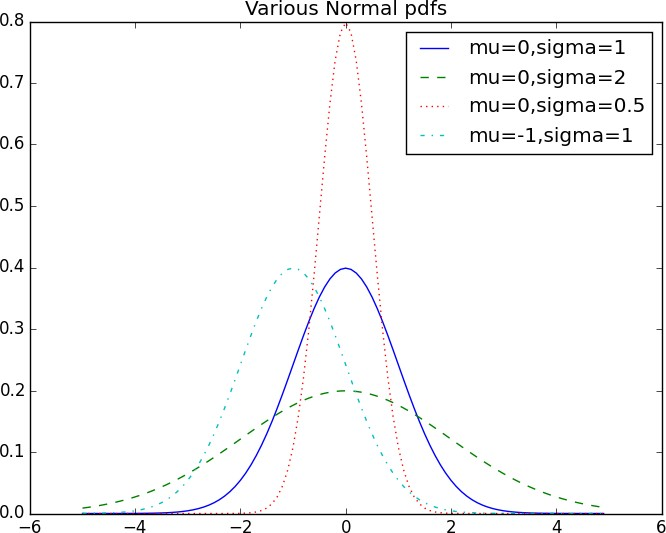 Various Normal pdfs
0.8
0.7
0.6
0.5
0.4
0.3
0.2
0.1
0.0
mu=0,sigma=1
mu=0,sigma=2
mu=0,sigma=0.5
mu=-1,sigma=1
−6 −4 −2 0 2 4 6